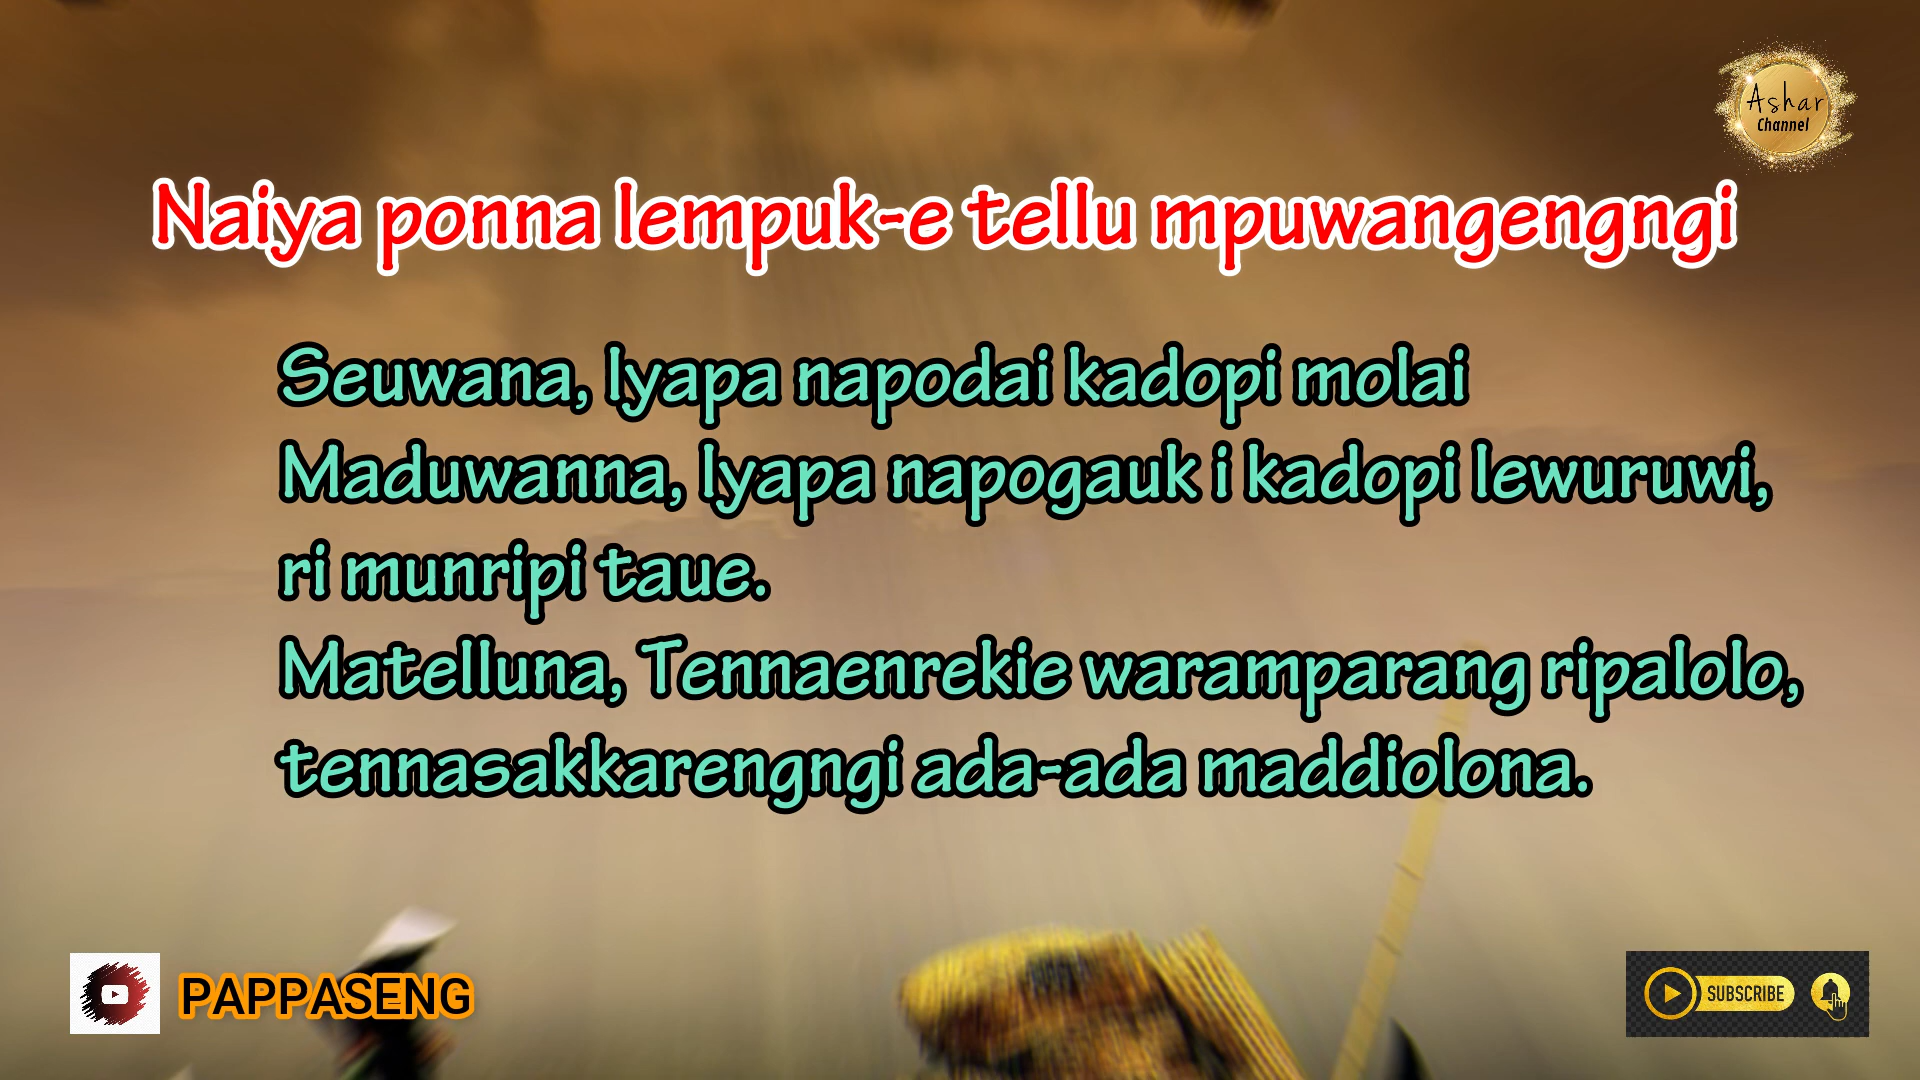 Ashar
Channel
Naiya ponna lempuk-e tellu mpuwangengngi
Seuwana, Iyapa napodai kadopi molai
Maduwanna, Iyapa napogauk i kadopi lewuruwi,
ri munripi taue.
Matelluna, Tennaenrekie waramparang ripalolo,
tennasakkarengngi ada-ada maddiolona.
PAPPASENG
SUBSCRIBE